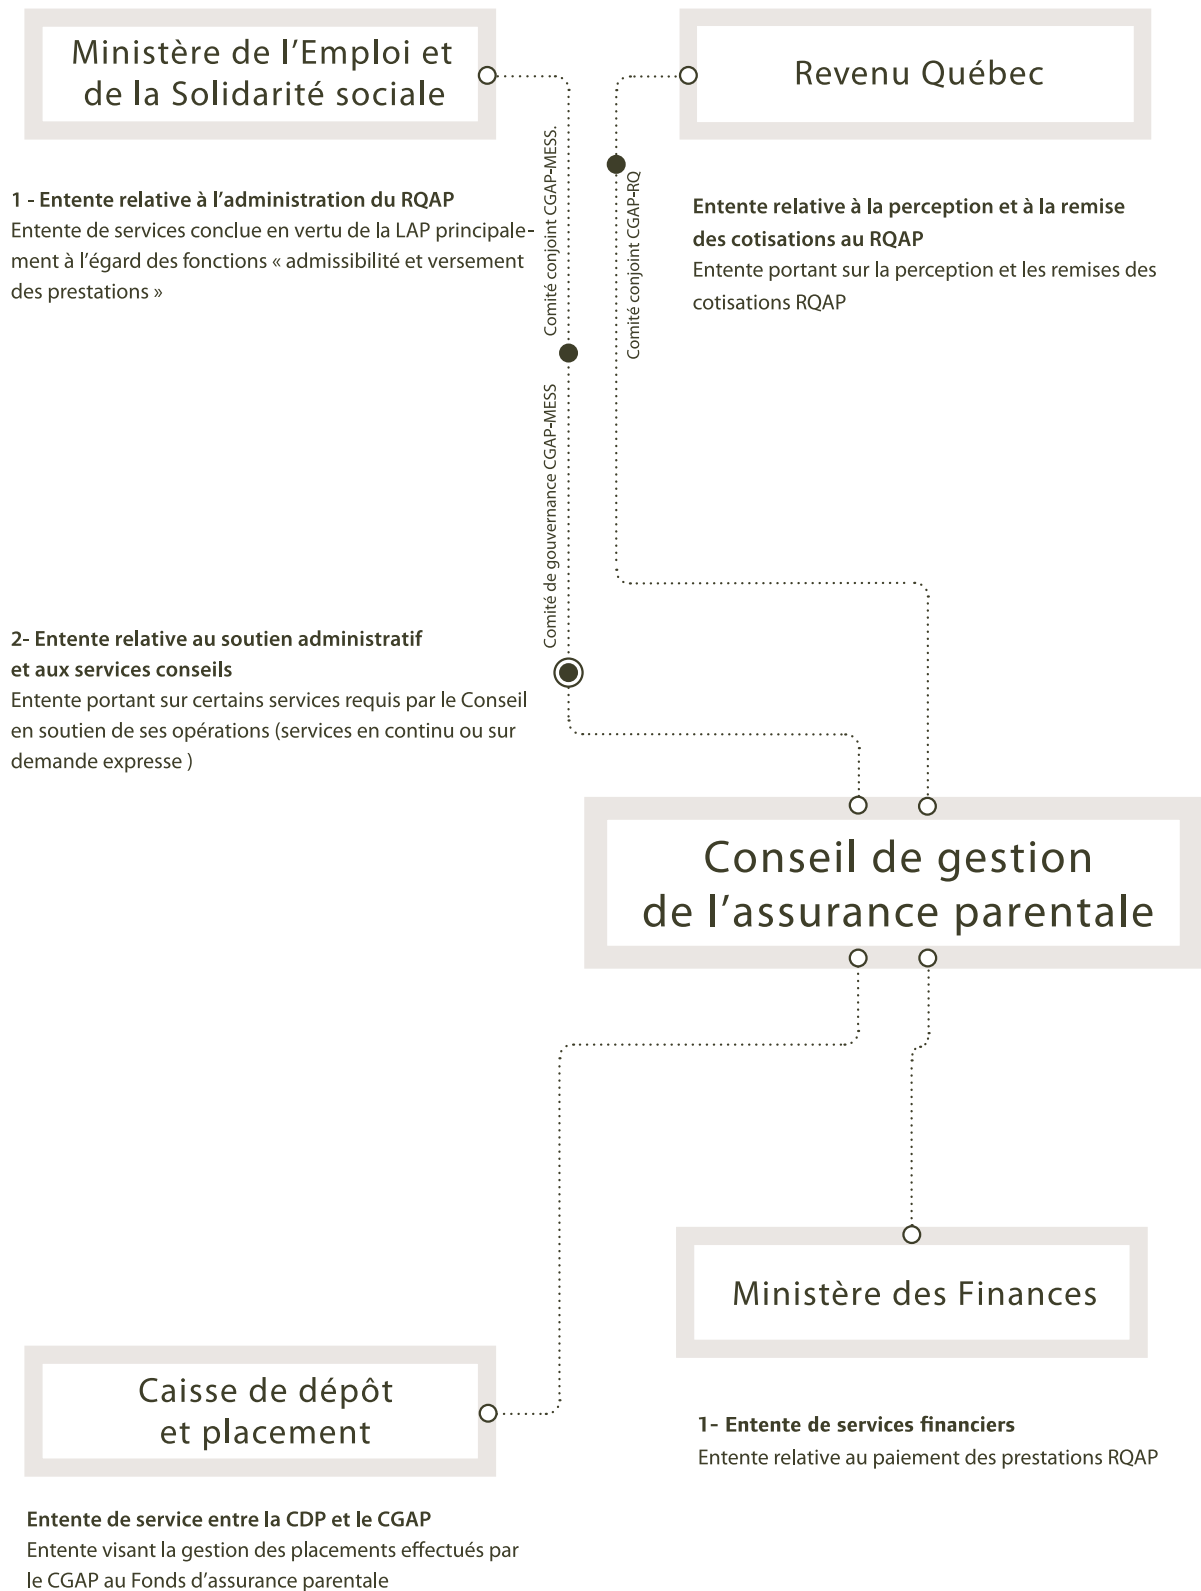 Ministère de l’Emploi et
de la Solidarité sociale
Revenu Québec
1 - Entente relative à l’administration du RQAP
Entente de services conclue en vertu de la LAP principale-
ment à l’égard des fonctions « admissibilité et versement
des prestations »
Comité conjoint CGAP-MESS.
Comité conjoint CGAP-RQ
Entente relative à la perception et à la remise
des cotisations au RQAP
Entente portant sur la perception et les remises des
cotisations RQAP
Comité de gouvernance CGAP-MESS
2- Entente relative au soutien administratif
et aux services conseils
Entente portant sur certains services requis par le Conseil
en soutien de ses opérations (services en continu ou sur
demande expresse )
Conseil de gestion
de l’assurance parentale
Ministère des Finances
1- Entente de services financiers
Entente relative au paiement des prestations RQAP
Caisse de dépôt
et placement
Entente de service entre la CDP et le CGAP
Entente visant la gestion des placements effectués par
le CGAP au Fonds d’assurance parentale